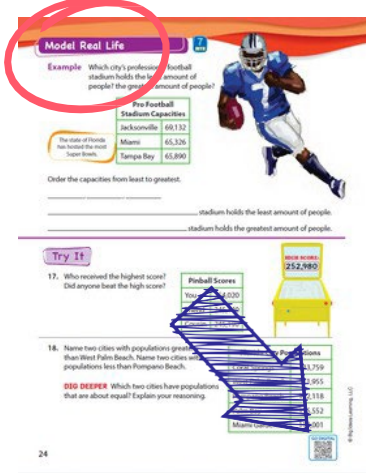 Model Real Life
7
Example Which city's professional football
stadium holds the least amount of
people? the greatest amount of people?
Pro Football
Stadium Capacities
Jacksonville 69,132
Miami 65,326
Tampa Bay 65,890
The state of Florida
has hosted the most
Super Bowls.
Order the capacities from least to greatest.
stadium holds the least amount of people.
stadium holds the greatest amount of people.
Try It
HIGH SCORE:
252,980
17. Who received the highest score?
Did anyone beat the high score?
Pinball Scores
You
18. Name two cities with populations
than West Palm Beach. Name two cities
populations less than Pompano Beach.
DIG DEEPER Which two cities have populations
that are about equal? Explain your reasoning.
Miami
24
© Big Ideas Learning, LLC